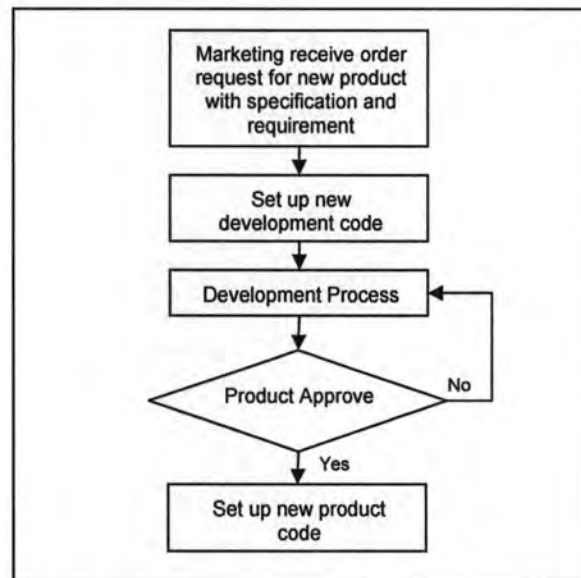 Marketing receive order
request for new product
with specification and
requirement
Set up new
development code
Development Process
Product Approve
No
Yes
Set up new product
code